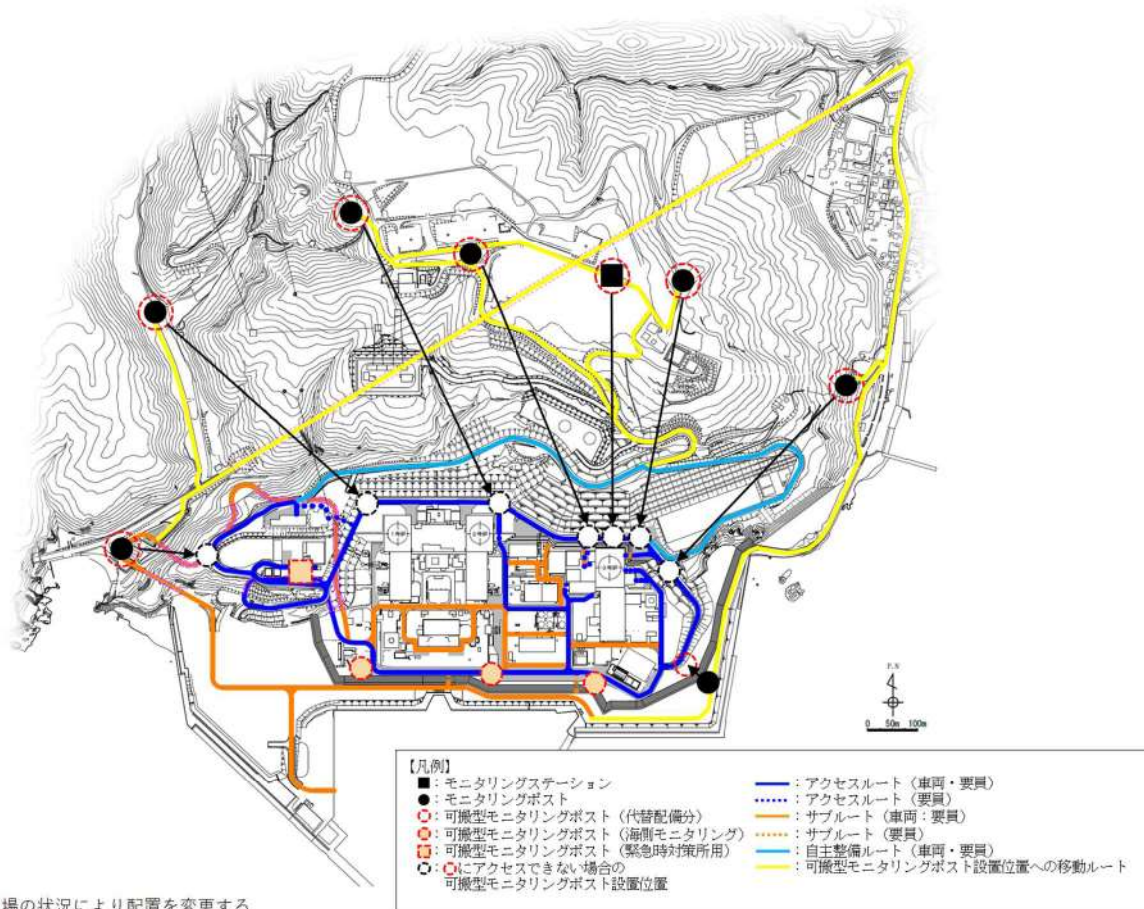 1号炉
2号炉
3号炉
P.N
0 50m 100m
【凡例】
■：モニタリングステーション
●：モニタリングポスト
：可搬型モニタリングポスト（代替配備分）
：可搬型モニタリングポスト（海側モニタリング）
：可搬型モニタリングポスト（緊急時対策所用）
：にアクセスできない場合の
可搬型モニタリングポスト設置位置
：アクセスルート（車両・要員）
：アクセスルート（要員）
：サブルート（車両：要員）
：サブルート（要員）
：自主整備ルート（車両・要員）
：可搬型モニタリングポスト設置位置への移動ルート
場の状況により配置を変更する